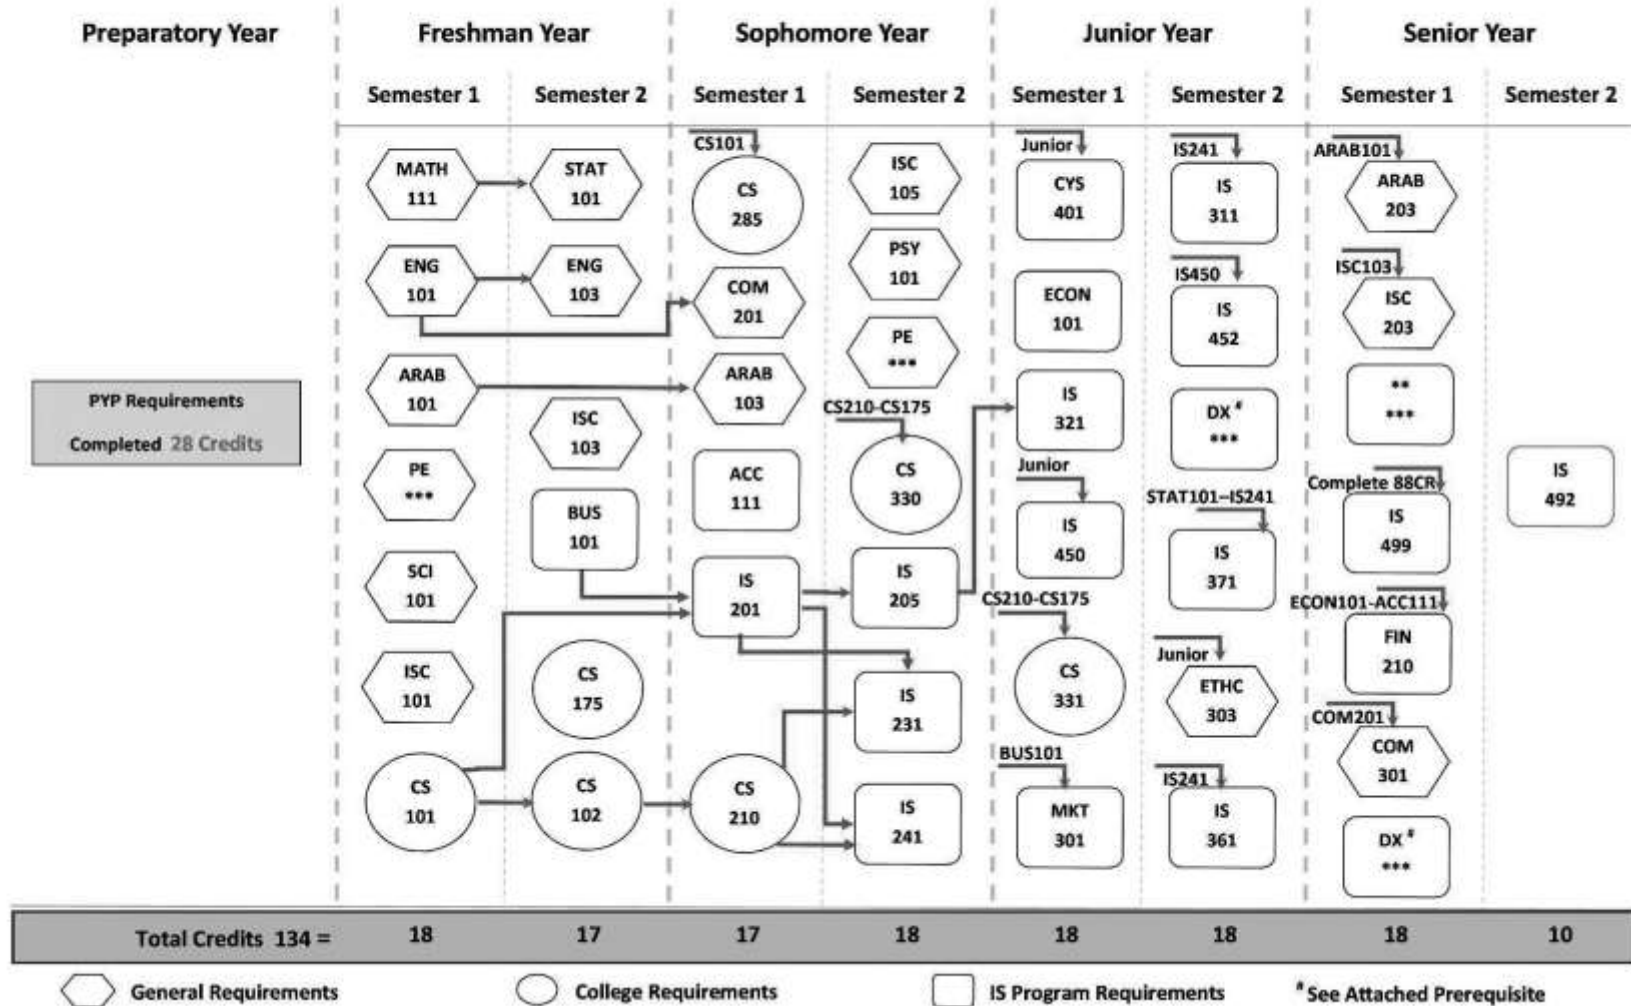 Preparatory Year
Freshman Year
Sophomore Year
Junior Year
Senior Year
Semester 1
Semester 2
Semester 1
Semester 2
Semester 1
Semester 2
Semester 1
Semester 2
PYP Requirements
Completed 28 Credits
MATH
111
ENG
101
ARAB
101
PE
***
SCI
101
ISC
101
CS
101
STAT
101
ENG
103
ISC
103
BUS
101
CS
175
CS
102
CS101
CS
285
COM
201
ARAB
103
ACC
111
IS
201
CS
210
ISC
105
PSY
101
PE
***
CS210-CS175
CS
330
IS
205
IS
231
IS
241
Junior
CYS
401
ECON
101
IS
321
Junior
IS
450
CS210-CS175
CS
331
BUS101
MKT
301
IS241
IS
311
IS450
IS
452
DX #
***
STAT101–IS241
IS
371
Junior
ETHC
303
IS241
IS
361
ARAB101
ARAB
203
ISC103
ISC
203
**
***
Complete 88CR
IS
499
ECON101-ACC111
FIN
210
COM201
COM
301
DX #
***
IS
492
Total Credits 134 =
18
17
17
18
18
18
18
10
General Requirements
College Requirements
IS Program Requirements
# See Attached Prerequisite